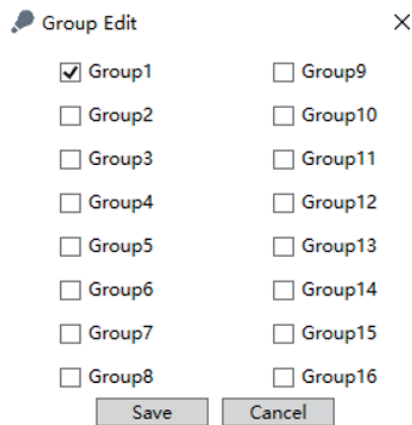 Group Edit
Group1
Group2
Group3
Group4
Group5
Group6
Group7
Group8
Group9
Group10
Group11
Group12
Group13
Group14
Group15
Group16
Save
Cancel